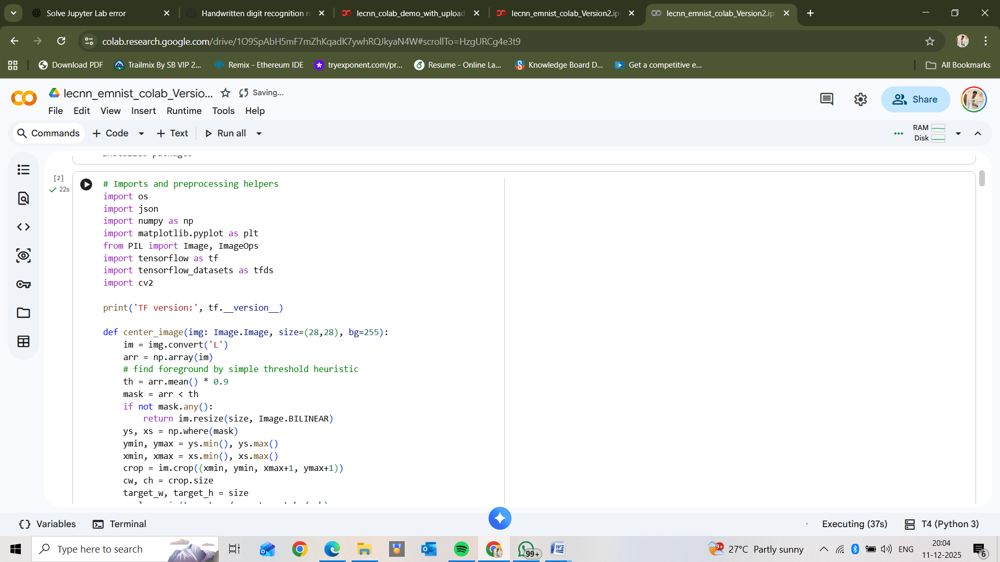 Solve Jupyter Lab error
Handwritten digit recognition r
lecnn_colab_demo_with_upload
lecnn_emnist_colab_Version2.ip
lecnn_emnist_colab_Version2.ip
colab.research.google.com/drive/1O9SpAbH5mF7mZhKqadK7ywhRQJkyaN4W#scrollTo=HzgURCg4e3t9
Download PDF
Trailmix By SB VIP 2...
Remix - Ethereum IDE
tryexponent.com/pr...
Resume - Online La...
Knowledge Board D...
Get a competitive e...
All Bookmarks
lecnn_emnist_colab_Versio...
Saving...
File Edit View Insert Runtime Tools Help
Share
Commands
+ Code
+ Text
Run all
RAM
Disk
[2]
22s
# Imports and preprocessing helpers
import os
import json
import numpy as np
import matplotlib.pyplot as plt
from PIL import Image, ImageOps
import tensorflow as tf
import tensorflow_datasets as tfds
import cv2
print('TF version:', tf.__version__)
def center_image(img: Image.Image, size=(28,28), bg=255):
im = img.convert('L')
arr = np.array(im)
# find foreground by simple threshold heuristic
th = arr.mean() * 0.9
mask = arr < th
if not mask.any():
return im.resize(size, Image.BILINEAR)
ys, xs = np.where(mask)
ymin, ymax = ys.min(), ys.max()
xmin, xmax = xs.min(), xs.max()
crop = im.crop((xmin, ymin, xmax+1, ymax+1))
cw, ch = crop.size
target_w, target_h = size
Variables
Terminal
Executing (37s)
T4 (Python 3)
Type here to search
99+
9+
27°C Partly sunny
ENG
20:04
11-12-2025
6